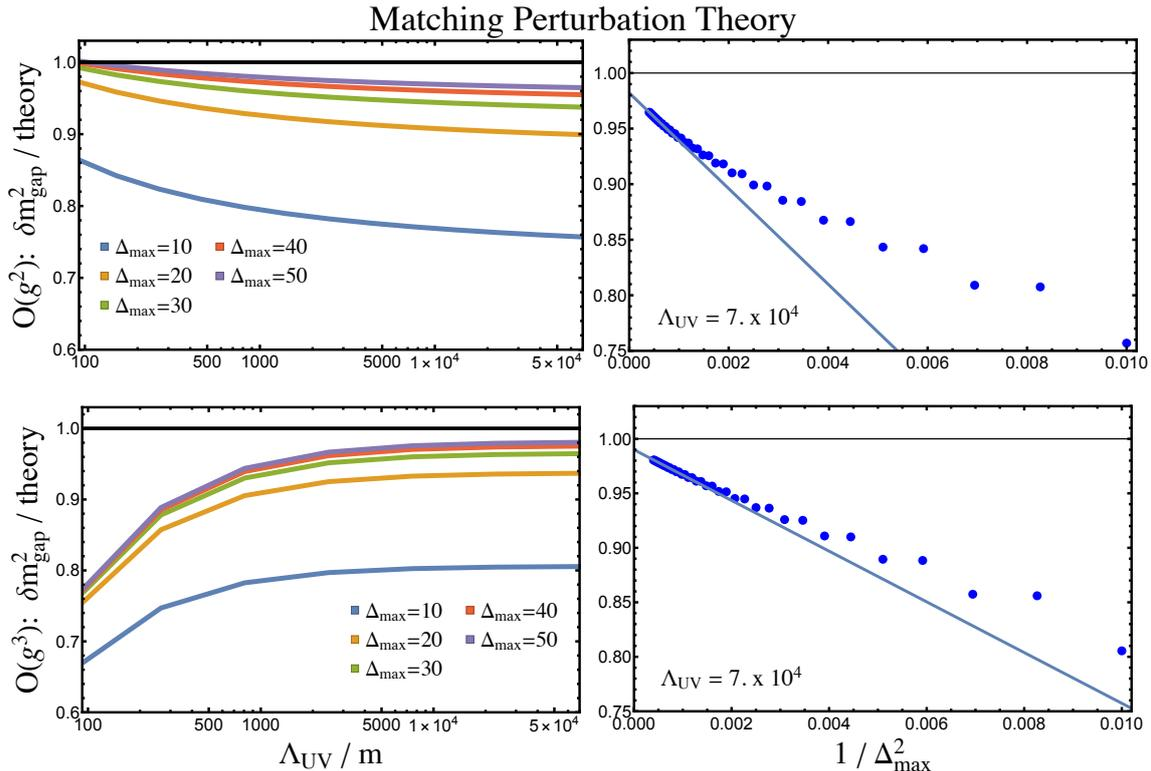 Matching Perturbation Theory
O(g²): δm²gap / theory
1.0
0.9
0.8
0.7
0.6
100 500 1000 5000 1×10⁴ 5×10⁴
Δmax=10 Δmax=40
Δmax=20 Δmax=50
Δmax=30
1.00
0.95
0.90
0.85
0.80
0.75
0.000 0.002 0.004 0.006 0.008 0.010
ΛUV = 7. x 10⁴
O(g³): δm²gap / theory
1.0
0.9
0.8
0.7
0.6
100 500 1000 5000 1×10⁴ 5×10⁴
Δmax=10 Δmax=40
Δmax=20 Δmax=50
Δmax=30
ΛUV / m
1.00
0.95
0.90
0.85
0.80
0.75
0.000 0.002 0.004 0.006 0.008 0.010
ΛUV = 7. x 10⁴
1 / Δ²max